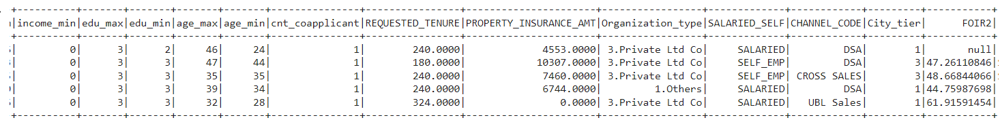 +----------+-------+-------+-------+-------+---------------+----------------+----------------------+-----------------+-------------+------------+---------+-----------+
|income_min|edu_max|edu_min|age_max|age_min|cnt_coapplicant|REQUESTED_TENURE|PROPERTY_INSURANCE_AMT|Organization_type|SALARIED_SELF|CHANNEL_CODE|City_tier|      FOIR2|
+----------+-------+-------+-------+-------+---------------+----------------+----------------------+-----------------+-------------+------------+---------+-----------+
|         0|      3|      2|     46|     24|              1|        240.0000|             4553.0000| 3.Private Ltd Co|     SALARIED|         DSA|        1|       null|
|         0|      3|      3|     47|     44|              1|        180.0000|            10307.0000| 3.Private Ltd Co|     SELF_EMP|         DSA|        3|47.26110846|
|         0|      3|      3|     35|     35|              1|        240.0000|             7460.0000| 3.Private Ltd Co|     SELF_EMP| CROSS SALES|        3|48.66844066|
|         0|      3|      3|     39|     34|              1|        240.0000|             6744.0000|         1.Others|     SALARIED|         DSA|        1|44.75987698|
|         0|      3|      3|     32|     28|              1|        324.0000|                0.0000| 3.Private Ltd Co|     SALARIED|   UBL Sales|        1|61.91591454|
+----------+-------+-------+-------+-------+---------------+----------------+----------------------+-----------------+-------------+------------+---------+-----------+